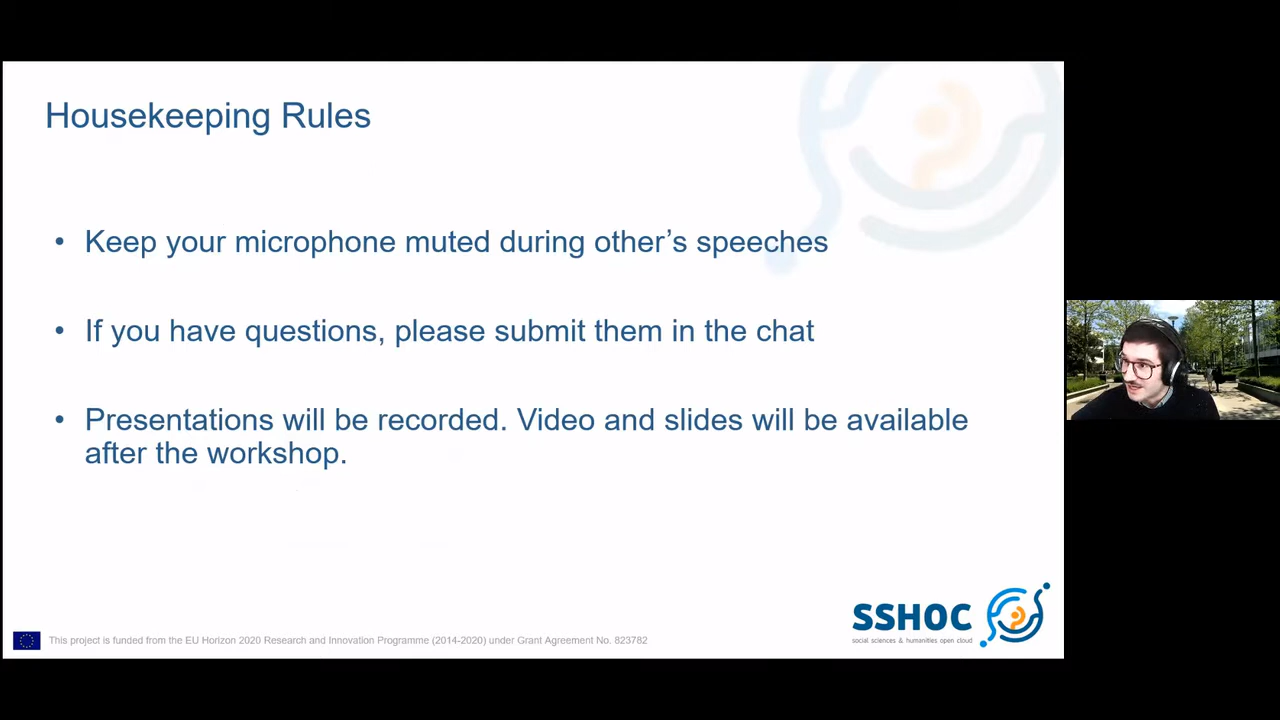 Housekeeping Rules
• Keep your microphone muted during other’s speeches
• If you have questions, please submit them in the chat
• Presentations will be recorded. Video and slides will be available
after the workshop.
SSHOC
social sciences & humanities open cloud
This project is funded from the EU Horizon 2020 Research and Innovation Programme (2014-2020) under Grant Agreement No. 823782